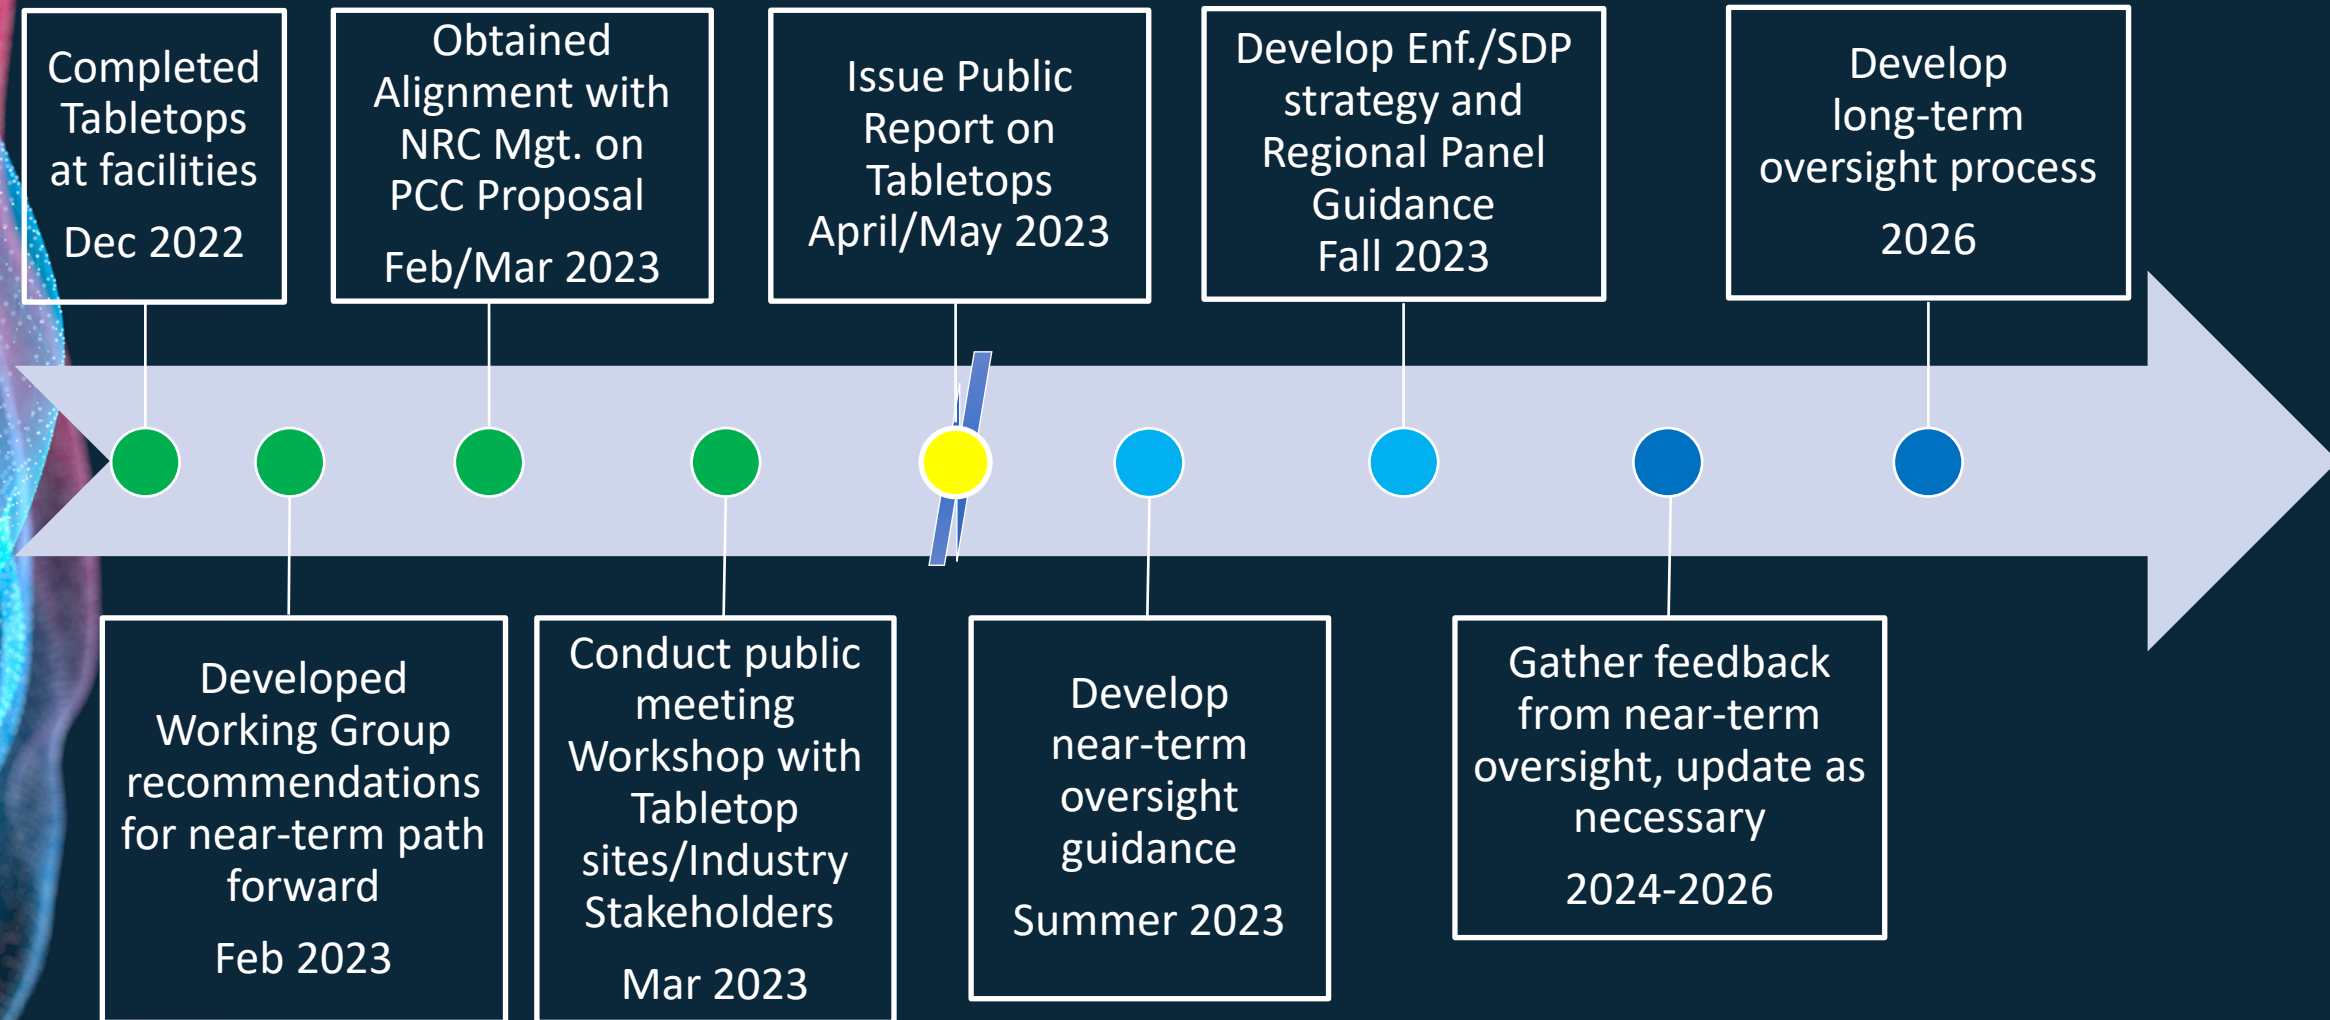 Completed
Tabletops
at facilities
Dec 2022
Obtained
Alignment with
NRC Mgt. on
PCC Proposal
Feb/Mar 2023
Issue Public
Report on
Tabletops
April/May 2023
Develop Enf./SDP
strategy and
Regional Panel
Guidance
Fall 2023
Develop
long-term
oversight process
2026
Developed
Working Group
recommendations
for near-term path
forward
Feb 2023
Conduct public
meeting
Workshop with
Tabletop
sites/Industry
Stakeholders
Mar 2023
Develop
near-term
oversight
guidance
Summer 2023
Gather feedback
from near-term
oversight, update as
necessary
2024-2026